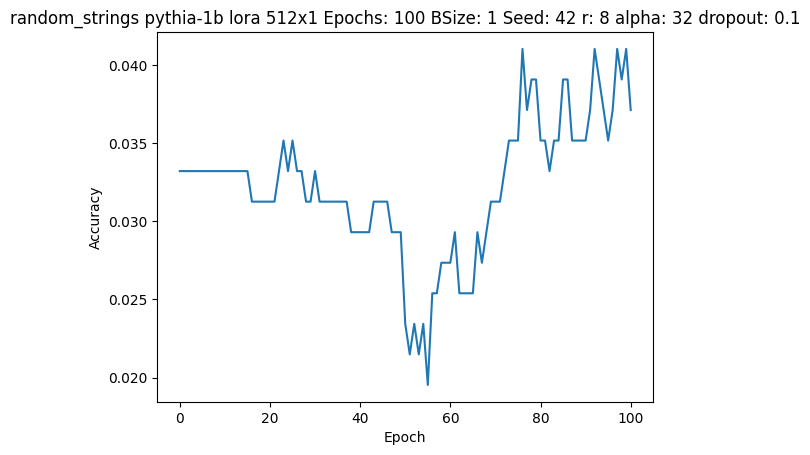 random_strings pythia-1b lora 512x1 Epochs: 100 BSize: 1 Seed: 42 r: 8 alpha: 32 dropout: 0.1
0.040
0.035
0.030
0.025
0.020
Accuracy
0 20 40 60 80 100
Epoch